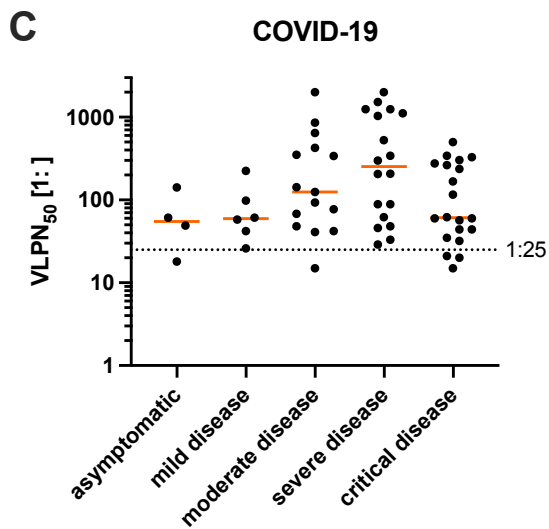 C
COVID-19
VLPN50 [1: ]
1000
100
10
1
1:25
asymptomatic
mild disease
moderate disease
severe disease
critical disease